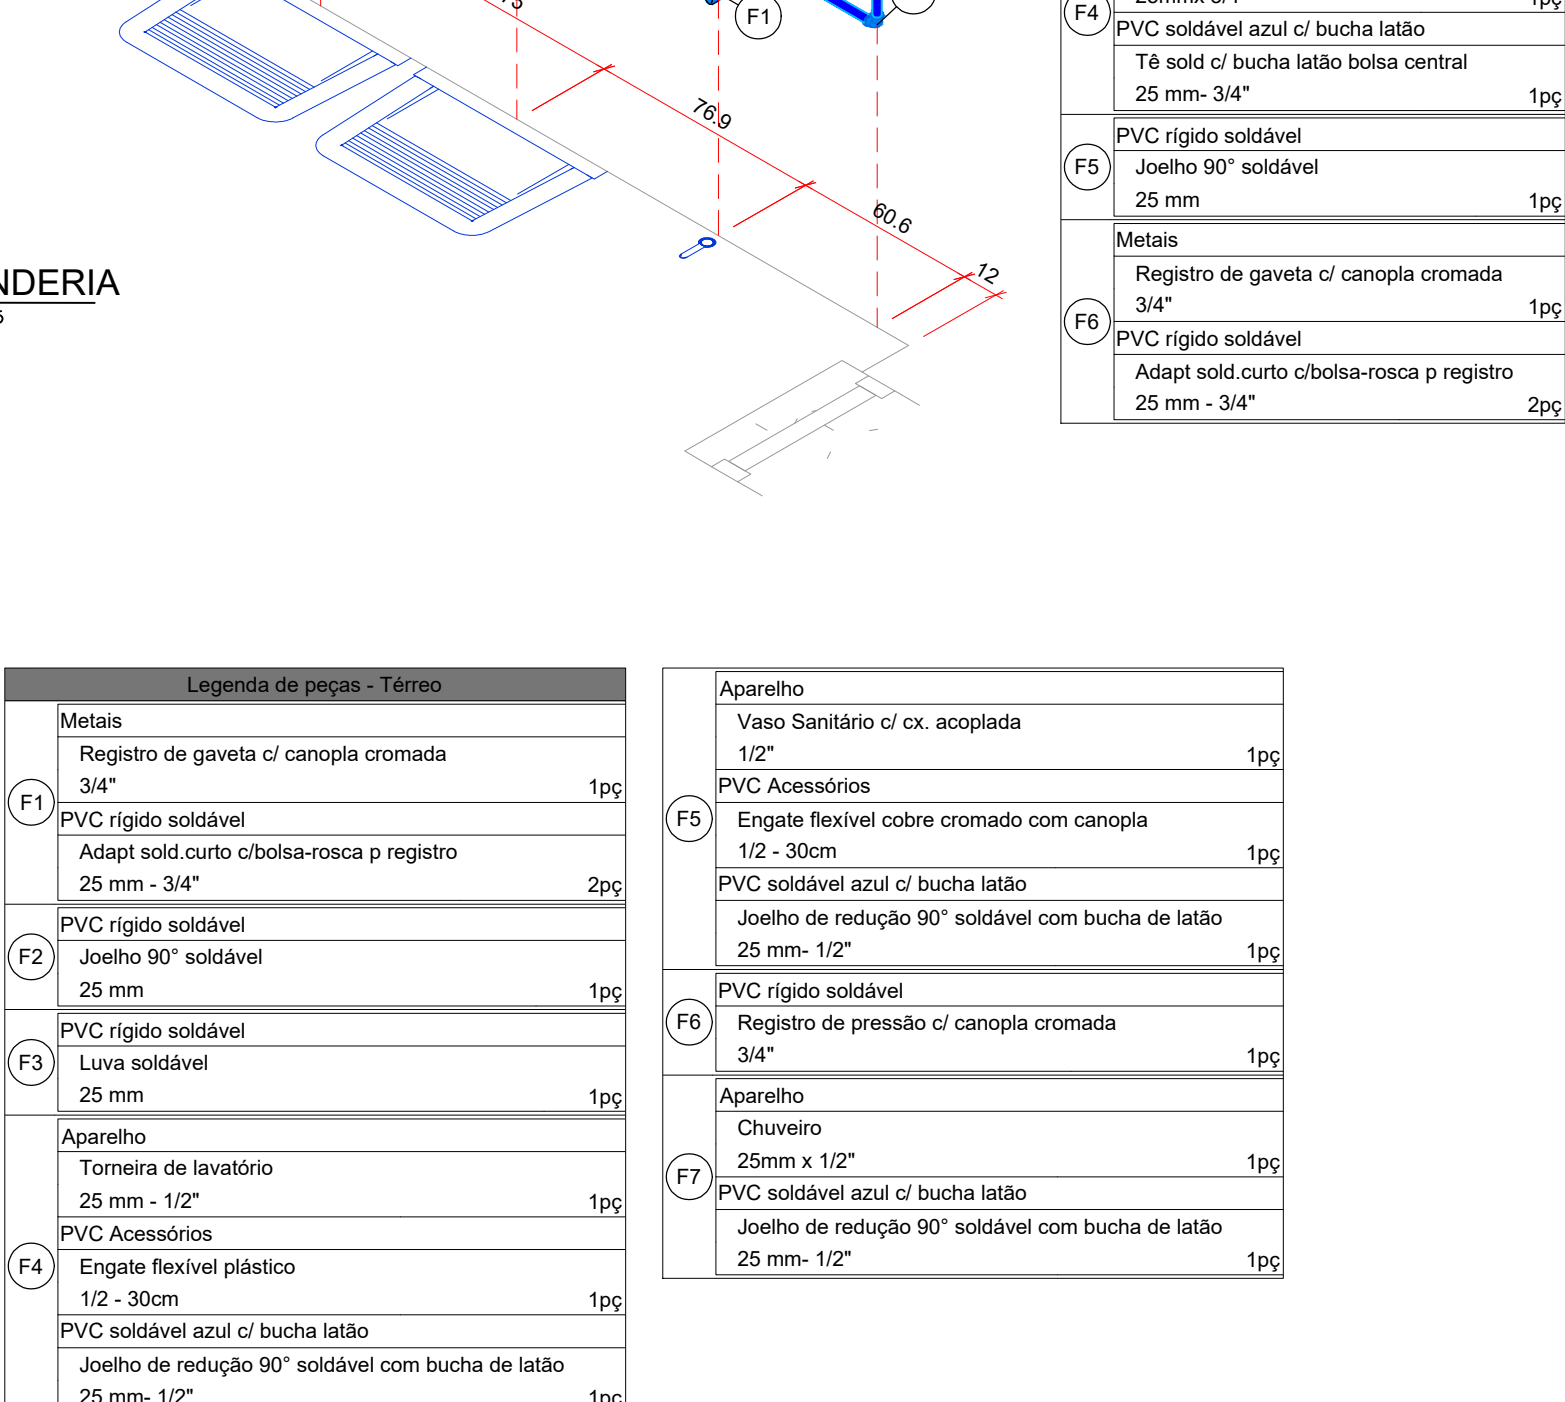 F1
76.9
60.6
12
NDERIA
F4
PVC soldável azul c/ bucha latão
Tê sold c/ bucha latão bolsa central
25 mm- 3/4" 1pç
F5
PVC rígido soldável
Joelho 90° soldável
25 mm 1pç
F6
Metais
Registro de gaveta c/ canopla cromada
3/4" 1pç
PVC rígido soldável
Adapt sold.curto c/bolsa-rosca p registro
25 mm - 3/4" 2pç
Legenda de peças - Térreo
F1
Metais
Registro de gaveta c/ canopla cromada
3/4" 1pç
PVC rígido soldável
Adapt sold.curto c/bolsa-rosca p registro
25 mm - 3/4" 2pç
F2
PVC rígido soldável
Joelho 90° soldável
25 mm 1pç
F3
PVC rígido soldável
Luva soldável
25 mm 1pç
F4
Aparelho
Torneira de lavatório
25 mm - 1/2" 1pç
PVC Acessórios
Engate flexível plástico
1/2 - 30cm 1pç
PVC soldável azul c/ bucha latão
Joelho de redução 90° soldável com bucha de latão
25 mm- 1/2" 1pç
F5
Aparelho
Vaso Sanitário c/ cx. acoplada
1/2" 1pç
PVC Acessórios
Engate flexível cobre cromado com canopla
1/2 - 30cm 1pç
PVC soldável azul c/ bucha latão
Joelho de redução 90° soldável com bucha de latão
25 mm- 1/2" 1pç
F6
PVC rígido soldável
Registro de pressão c/ canopla cromada
3/4" 1pç
F7
Aparelho
Chuveiro
25mm x 1/2" 1pç
PVC soldável azul c/ bucha latão
Joelho de redução 90° soldável com bucha de latão
25 mm- 1/2" 1pç